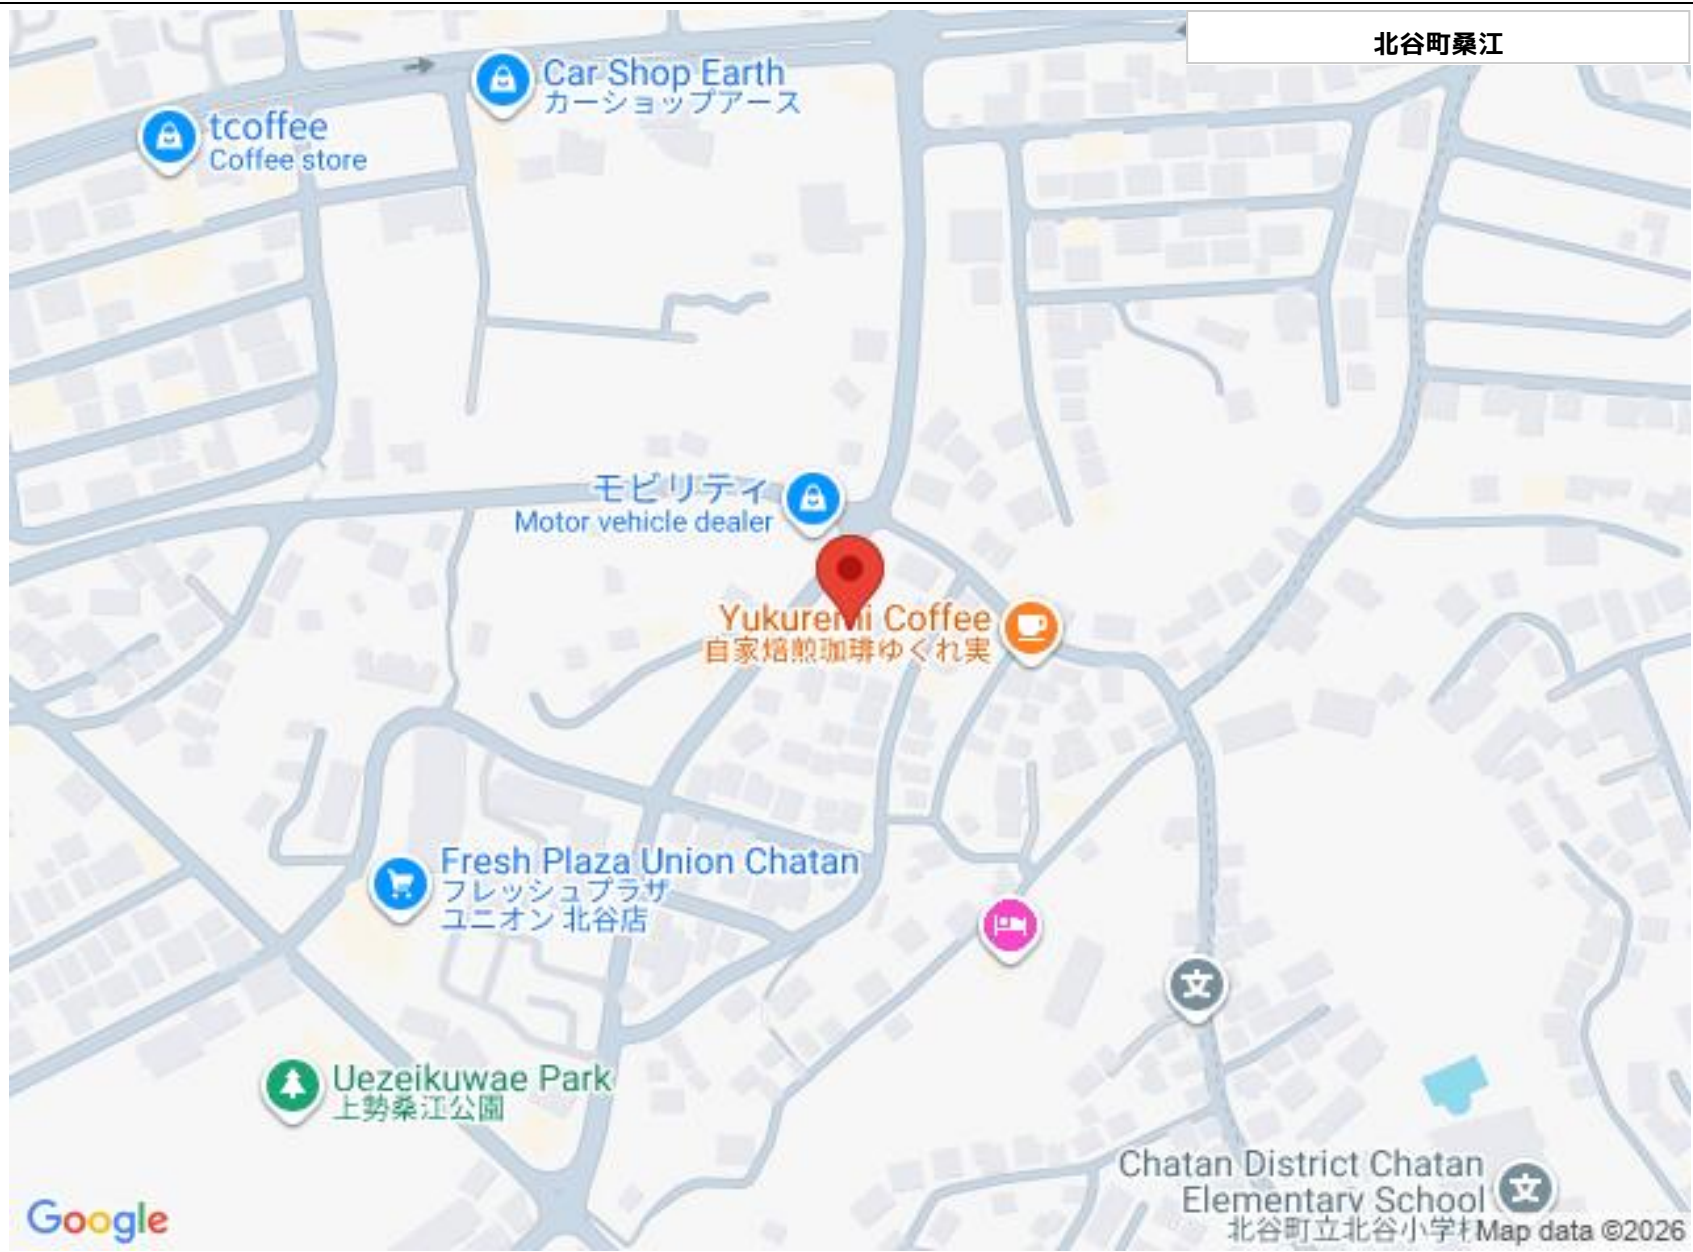 北谷町桑江
Car Shop Earth
カーショップアース
tcoffee
Coffee store
モビリティ
Motor vehicle dealer
Yukuremi Coffee
自家焙煎珈琲ゆくれ実
Fresh Plaza Union Chatan
フレッシュプラザ
ユニオン 北谷店
文
Uezeikuwae Park
上勢桑江公園
Chatan District Chatan
Elementary School
文
北谷町立北谷小学
Google
Map data ©2026